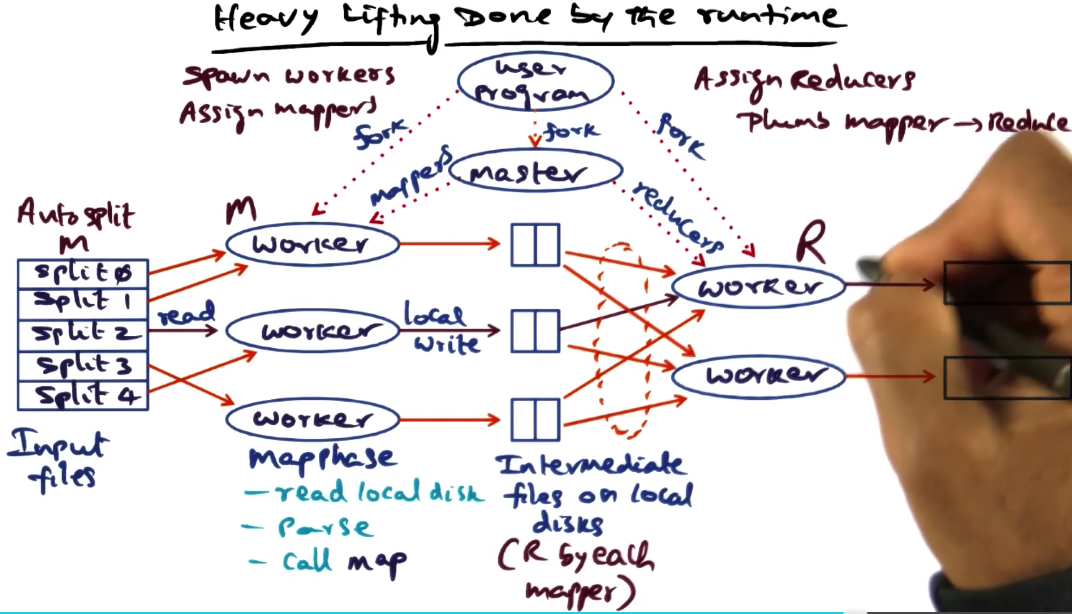 Heavy Lifting Done by the runtime
Spawn workers
Assign mappers
user
program
Assign Reducers
Plumb mapper → Reduce
fork
fork
fork
mappers
master
reducers
Auto split
M
M
R
split 0
split 1
split 2
split 3
split 4
read
worker
worker
worker
local
write
worker
worker
Input
files
map phase
- read local disk
- Parse
- Call map
Intermediate
files on local
disks
(R by each
mapper)